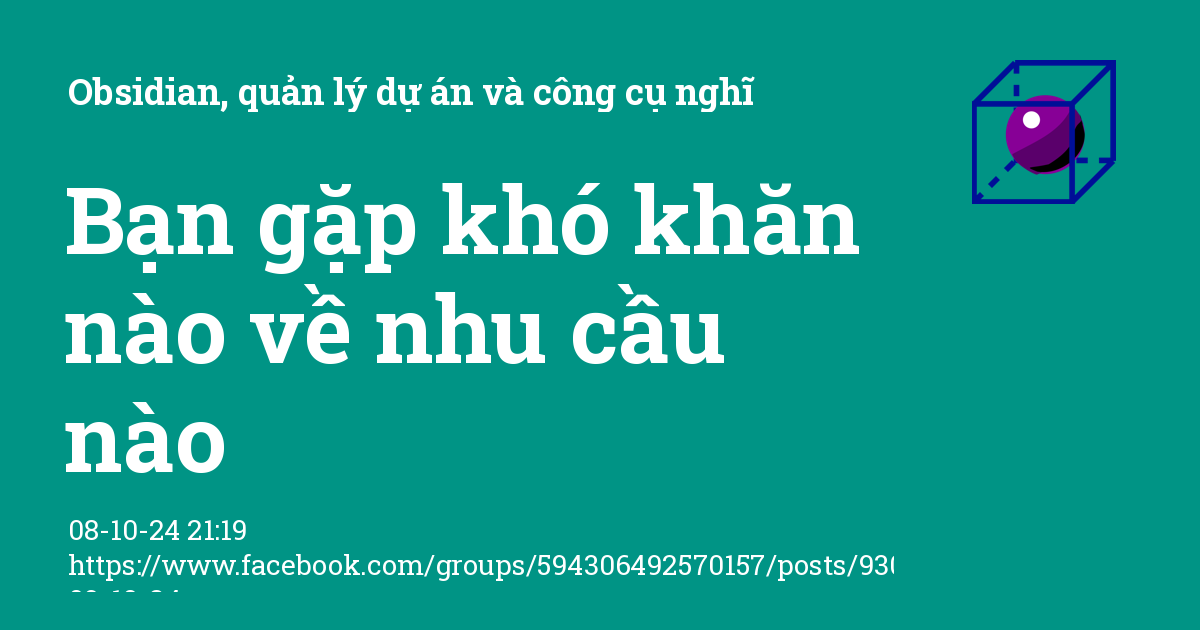 Obsidian, quản lý dự án và công cụ nghĩ
Bạn gặp khó khăn
nào về nhu cầu
nào
08-10-24 21:19
https://www.facebook.com/groups/594306492570157/posts/930